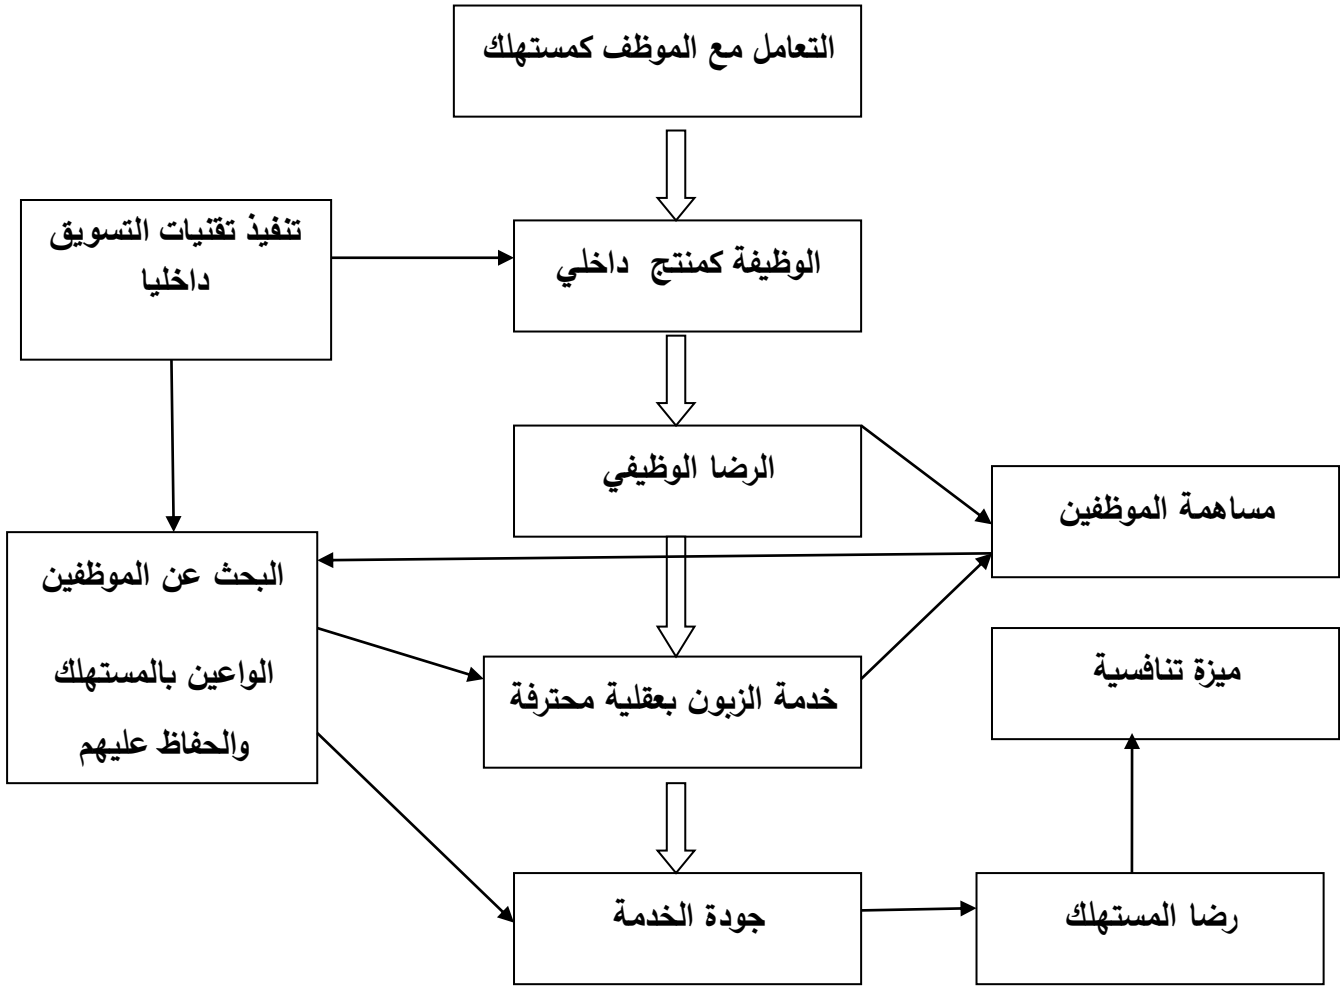 التعامل مع الموظف كمستهلك
تنفيذ تقنيات التسويق
داخليا
الوظيفة كمنتج داخلي
الرضا الوظيفي
مساهمة الموظفين
البحث عن الموظفين
الواعين بالمستهلك
والحفاظ عليهم
خدمة الزبون بعقلية محترفة
ميزة تنافسية
جودة الخدمة
رضا المستهلك